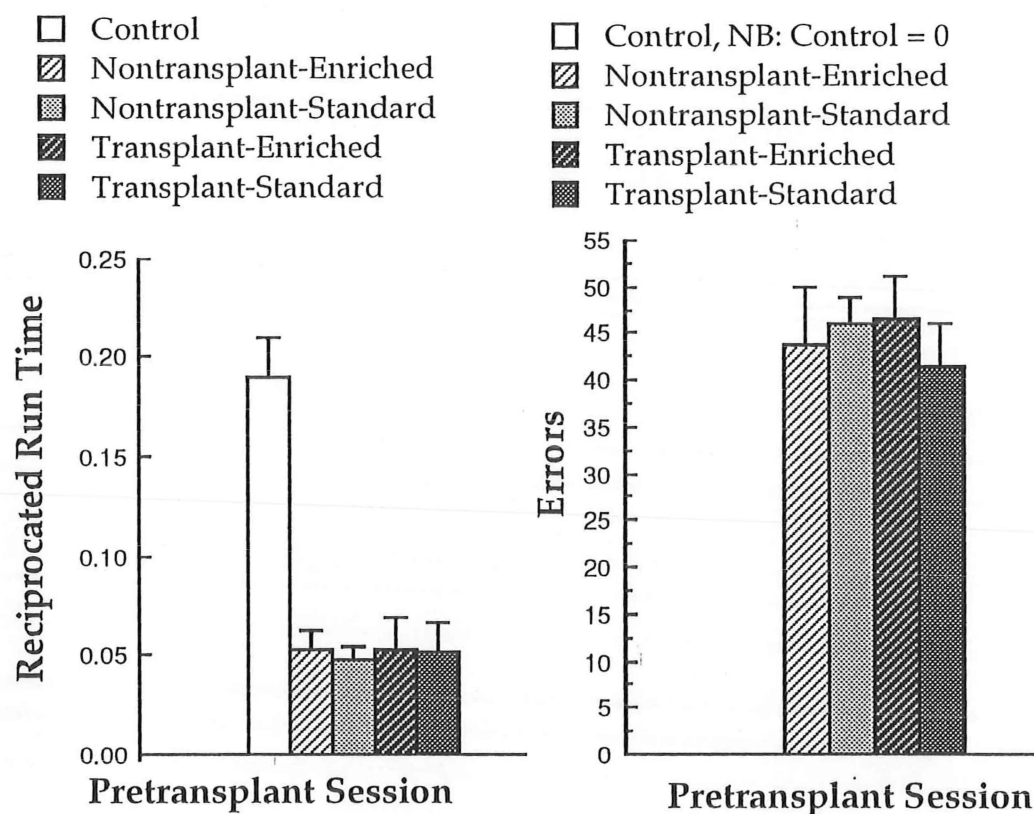 Control
Nontransplant-Enriched
Nontransplant-Standard
Transplant-Enriched
Transplant-Standard
0.25
0.20
0.15
0.10
0.05
0.00
Reciprocated Run Time
Pretransplant Session
Control, NB: Control = 0
Nontransplant-Enriched
Nontransplant-Standard
Transplant-Enriched
Transplant-Standard
55
50
45
40
35
30
25
20
15
10
5
0
Errors
Pretransplant Session